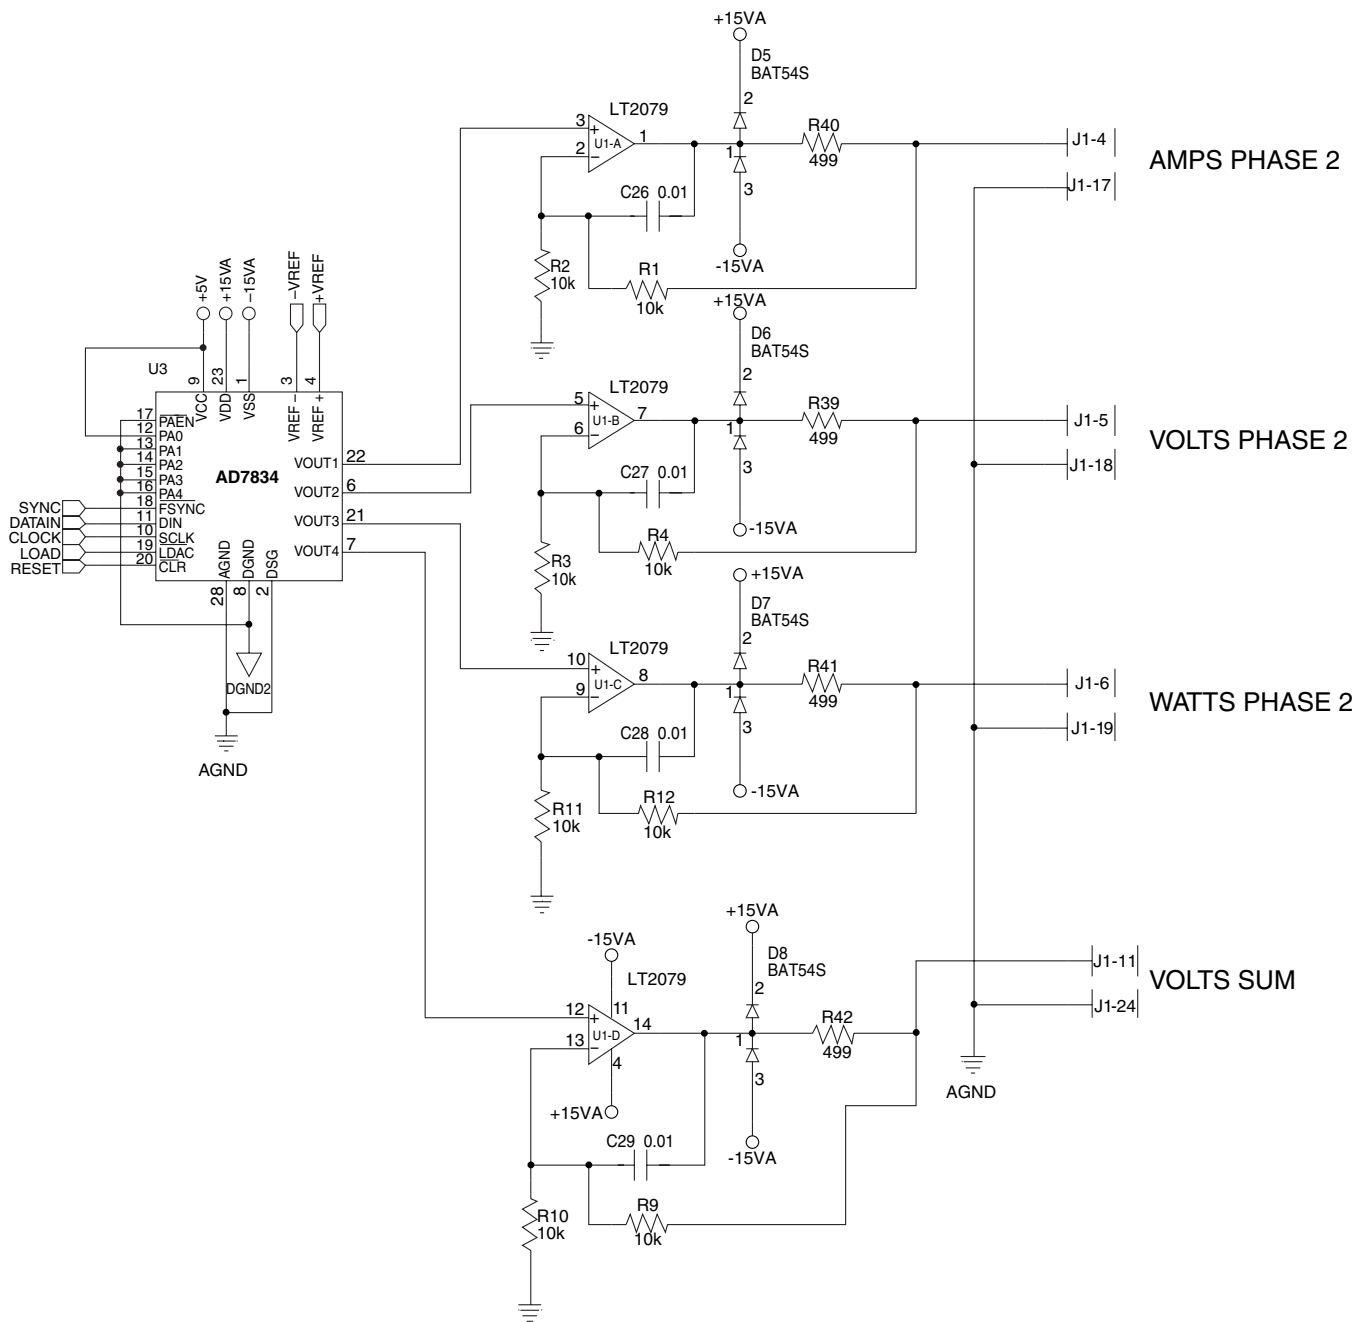 +15VA
D5
BAT54S
2
LT2079
3
+
U1-A
1
2
−
1
R40
499
J1-4
AMPS PHASE 2
J1-17
3
C26 0.01
-15VA
R2
10k
R1
10k
+5V
+15VA
−15VA
−VREF
+VREF
+15VA
D6
BAT54S
2
U3
9
23
1
3
4
VCC
VDD
VSS
VREF −
VREF +
LT2079
5
+
U1-B
7
6
−
1
R39
499
J1-5
VOLTS PHASE 2
J1-18
3
C27 0.01
-15VA
R3
10k
R4
10k
17 PAEN
12 PA0
13 PA1
14 PA2
15 PA3
16 PA4
SYNC 18 FSYNC
DATAIN 11 DIN
CLOCK 10 SCLK
LOAD 19 LDAC
RESET 20 CLR
AD7834
VOUT1 22
VOUT2 6
VOUT3 21
VOUT4 7
AGND
DGND
DSG
28
8
2
DGND2
AGND
+15VA
D7
BAT54S
2
LT2079
10
+
U1-C
8
9
−
1
R41
499
J1-6
WATTS PHASE 2
J1-19
3
C28 0.01
-15VA
R11
10k
R12
10k
+15VA
-15VA
D8
BAT54S
2
LT2079
11
12
+
U1-D
14
13
−
4
1
R42
499
J1-11
VOLTS SUM
J1-24
3
+15VA
-15VA
AGND
C29 0.01
R10
10k
R9
10k